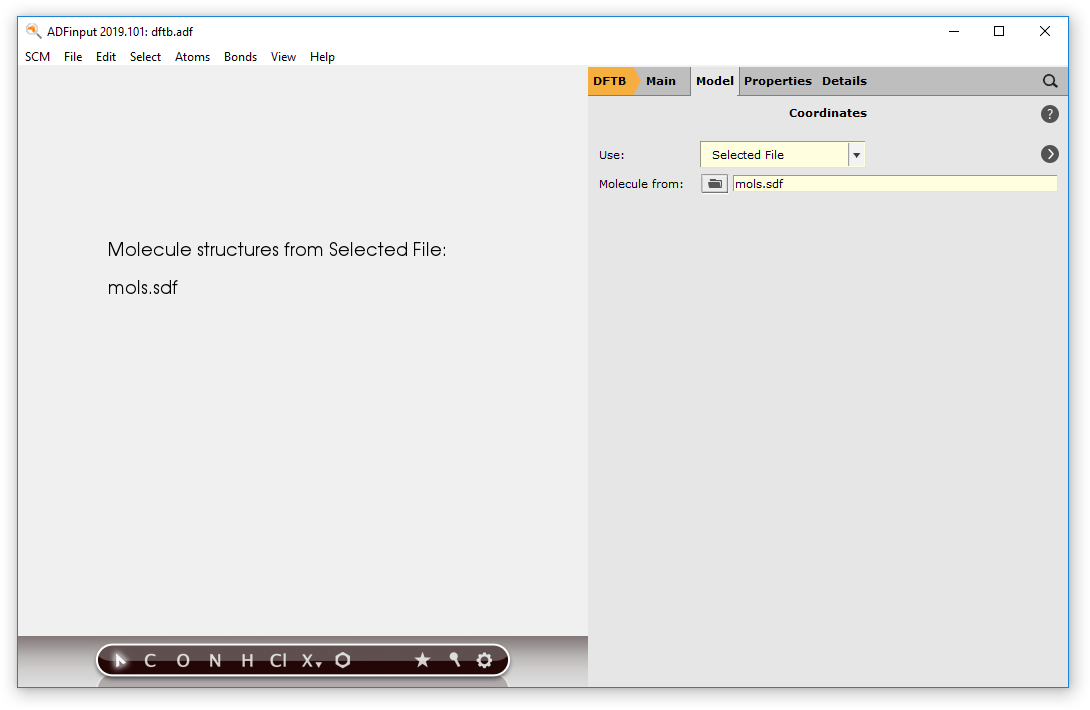 ADFinput 2019.101: dftb.adf
SCM File Edit Select Atoms Bonds View Help
DFTB Main Model Properties Details
Coordinates
?
Use: Selected File
Molecule from: mols.sdf
Molecule structures from Selected File:
mols.sdf
C O N H Cl X